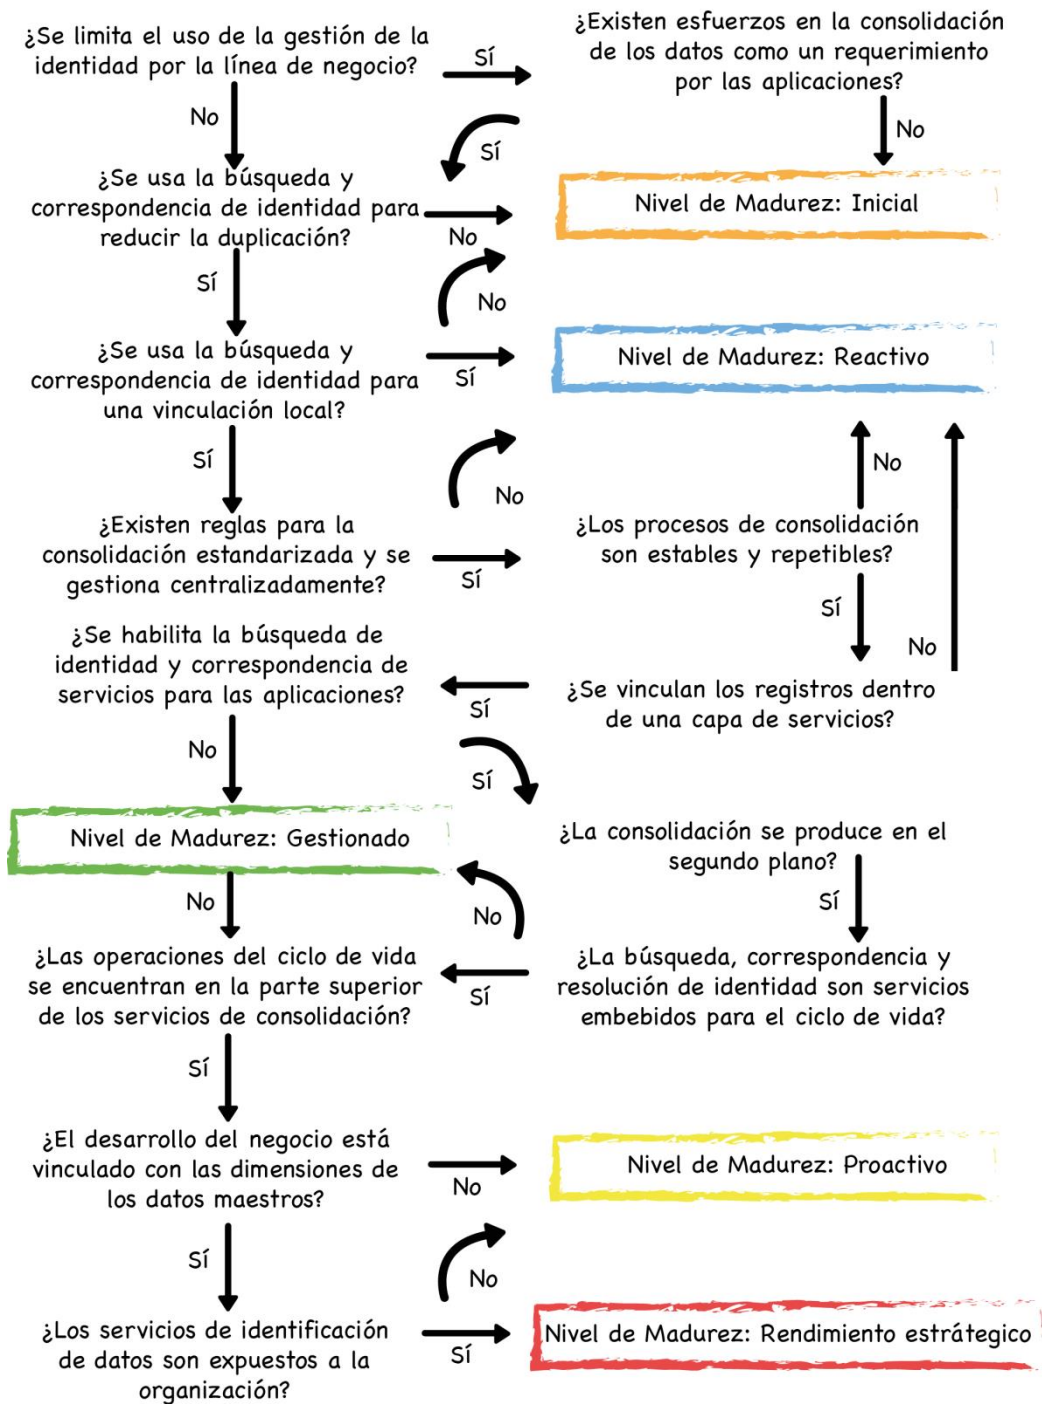 ¿Se limita el uso de la gestión de la
identidad por la línea de negocio?
Sí
¿Existen esfuerzos en la consolidación
de los datos como un requerimiento
por las aplicaciones?
No
Sí
No
¿Se usa la búsqueda y
correspondencia de identidad para
reducir la duplicación?
No
Nivel de Madurez: Inicial
Sí
No
¿Se usa la búsqueda y
correspondencia de identidad para
una vinculación local?
Sí
Nivel de Madurez: Reactivo
Sí
No
No
¿Existen reglas para la
consolidación estandarizada y se
gestiona centralizadamente?
Sí
¿Los procesos de consolidación
son estables y repetibles?
Sí
No
¿Se habilita la búsqueda de
identidad y correspondencia de
servicios para las aplicaciones?
Sí
¿Se vinculan los registros dentro
de una capa de servicios?
No
Sí
Nivel de Madurez: Gestionado
¿La consolidación se produce en el
segundo plano?
No
No
Sí
¿Las operaciones del ciclo de vida
se encuentran en la parte superior
de los servicios de consolidación?
Sí
¿La búsqueda, correspondencia y
resolución de identidad son servicios
embebidos para el ciclo de vida?
Sí
¿El desarrollo del negocio está
vinculado con las dimensiones de
los datos maestros?
No
Nivel de Madurez: Proactivo
Sí
No
¿Los servicios de identificación
de datos son expuestos a la
organización?
Sí
Nivel de Madurez: Rendimiento estrátegico